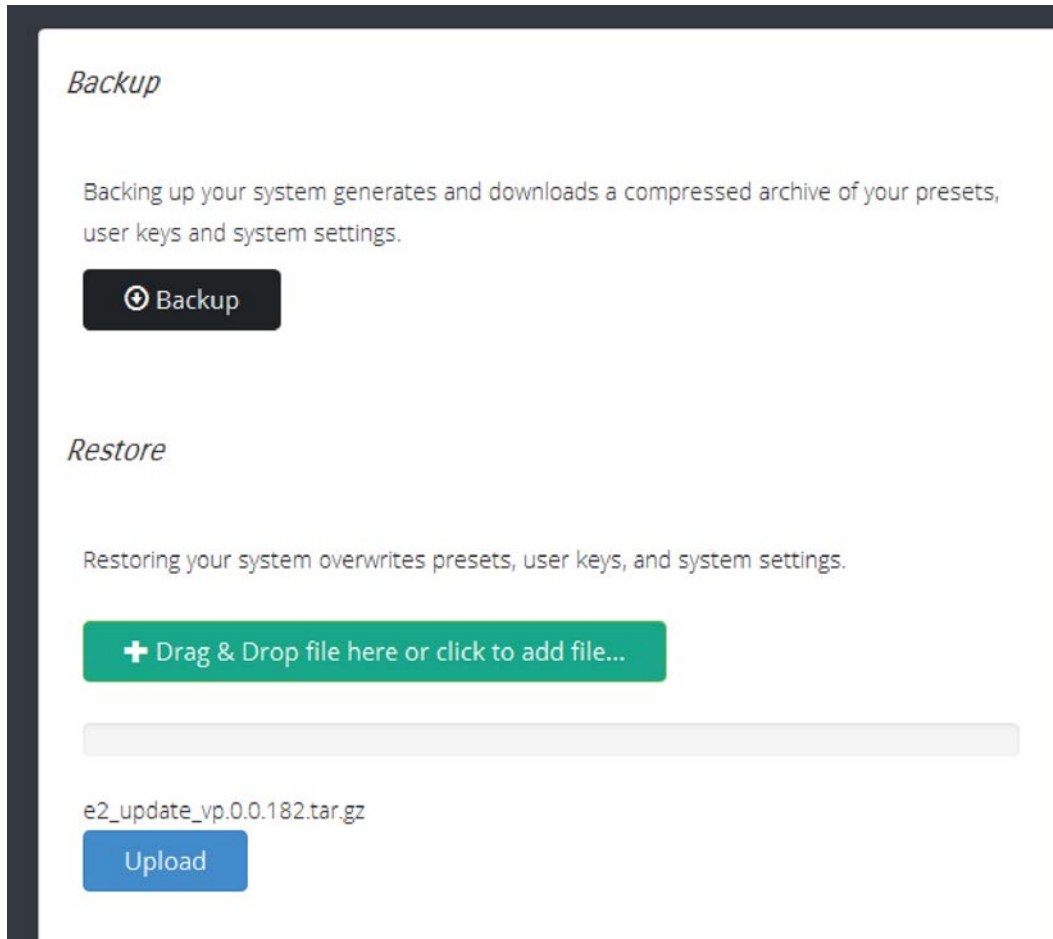 Backup
Backing up your system generates and downloads a compressed archive of your presets,
user keys and system settings.
Backup
Restore
Restoring your system overwrites presets, user keys, and system settings.
Drag & Drop file here or click to add file...
e2_update_vp.0.0.182.tar.gz
Upload